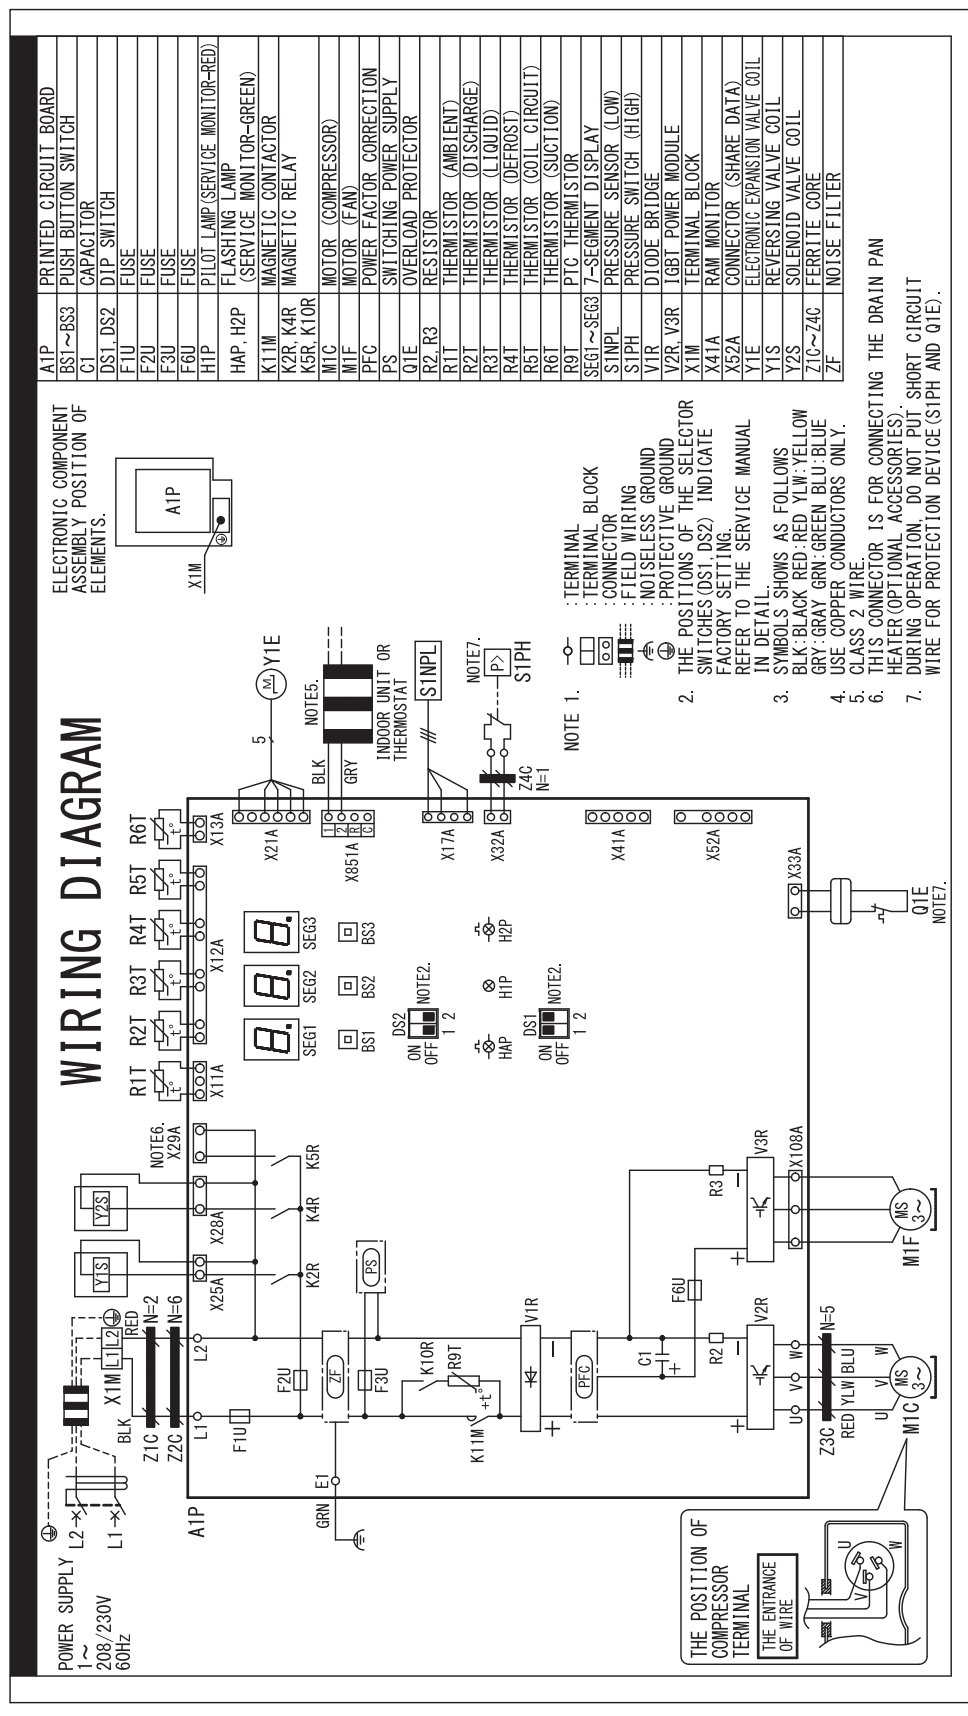 WIRING DIAGRAM
POWER SUPPLY
1~
208/230V
60Hz
L2
L1
X1M
L1 L2
BLK
RED
Z1C
N=2
Z2C
N=6
L1
L2
A1P
F1U
F2U
ZF
F3U
PS
E1
GRN
K10R
R9T
+t°
K11M
V1R
+
−
PFC
C1
+
R2
F6U
R3
V2R
+
−
V3R
+
−
U
V
W
X108A
Z3C
N=5
RED YLW BLU
U
V
W
MS
3~
M1C
MS
3~
M1F
Y1S
Y2S
X25A
X28A
NOTE6.
X29A
K2R
K4R
K5R
R1T
R2T
R3T
R4T
R5T
R6T
t°
t°
t°
t°
t°
t°
X11A
X12A
X13A
SEG1
SEG2
SEG3
BS1
BS2
BS3
DS2
NOTE2.
ON
OFF
1 2
HAP
H1P
H2P
DS1
NOTE2.
ON
OFF
1 2
X21A
5
M
Y1E
X851A
1
2
R
C
BLK
GRY
NOTE5.
INDOOR UNIT OR
THERMOSTAT
X17A
S1NPL
X32A
Z4C
N=1
NOTE7.
P>
S1PH
X41A
X52A
X33A
Q1E
NOTE7.
THE POSITION OF
COMPRESSOR
TERMINAL
THE ENTRANCE
OF WIRE
U
V
W
ELECTRONIC COMPONENT
ASSEMBLY POSITION OF
ELEMENTS.
A1P
X1M
NOTE 1. :TERMINAL
:TERMINAL BLOCK
:CONNECTOR
:FIELD WIRING
:NOISELESS GROUND
:PROTECTIVE GROUND
2. THE POSITIONS OF THE SELECTOR
SWITCHES(DS1,DS2) INDICATE
FACTORY SETTING.
REFER TO THE SERVICE MANUAL
IN DETAIL.
3. SYMBOLS SHOWS AS FOLLOWS
BLK:BLACK RED:RED YLW:YELLOW
GRY:GRAY GRN:GREEN BLU:BLUE
4. USE COPPER CONDUCTORS ONLY.
5. CLASS 2 WIRE.
6. THIS CONNECTOR IS FOR CONNECTING THE DRAIN PAN
HEATER(OPTIONAL ACCESSORIES).
7. DURING OPERATION, DO NOT PUT SHORT CIRCUIT
WIRE FOR PROTECTION DEVICE(S1PH AND Q1E).
A1P PRINTED CIRCUIT BOARD
BS1~BS3 PUSH BUTTON SWITCH
C1 CAPACITOR
DS1,DS2 DIP SWITCH
F1U FUSE
F2U FUSE
F3U FUSE
F6U FUSE
H1P PILOT LAMP(SERVICE MONITOR-RED)
HAP,H2P FLASHING LAMP
(SERVICE MONITOR-GREEN)
K11M MAGNETIC CONTACTOR
K2R,K4R MAGNETIC RELAY
K5R,K10R
M1C MOTOR (COMPRESSOR)
M1F MOTOR (FAN)
PFC POWER FACTOR CORRECTION
PS SWITCHING POWER SUPPLY
Q1E OVERLOAD PROTECTOR
R2,R3 RESISTOR
R1T THERMISTOR (AMBIENT)
R2T THERMISTOR (DISCHARGE)
R3T THERMISTOR (LIQUID)
R4T THERMISTOR (DEFROST)
R5T THERMISTOR (COIL CIRCUIT)
R6T THERMISTOR (SUCTION)
R9T PTC THERMISTOR
SEG1~SEG3 7-SEGMENT DISPLAY
S1NPL PRESSURE SENSOR (LOW)
S1PH PRESSURE SWITCH (HIGH)
V1R DIODE BRIDGE
V2R,V3R IGBT POWER MODULE
X1M TERMINAL BLOCK
X41A RAM MONITOR
X52A CONNECTOR (SHARE DATA)
Y1E ELECTRONIC EXPANSION VALVE COIL
Y1S REVERSING VALVE COIL
Y2S SOLENOID VALVE COIL
Z1C~Z4C FERRITE CORE
ZF NOISE FILTER